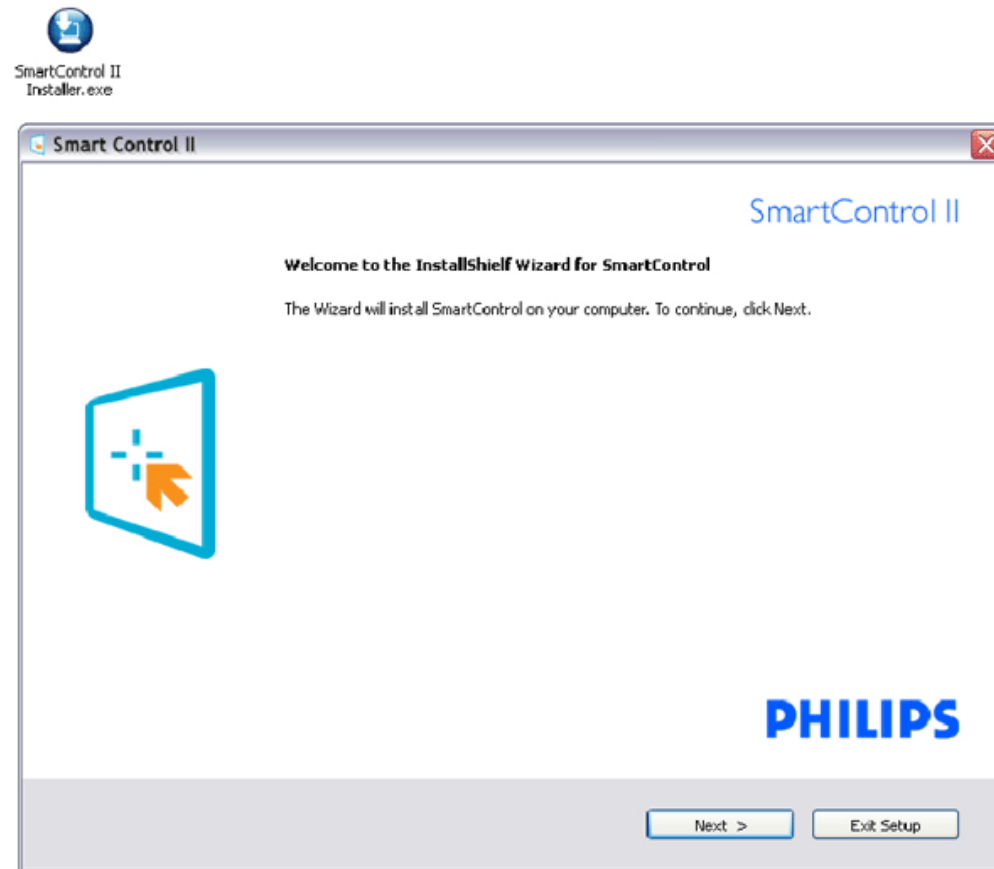 SmartControl II
Installer.exe
Smart Control II
SmartControl II
Welcome to the InstallShielf Wizard for SmartControl
The Wizard will install SmartControl on your computer. To continue, click Next.
PHILIPS
Next >
Exit Setup